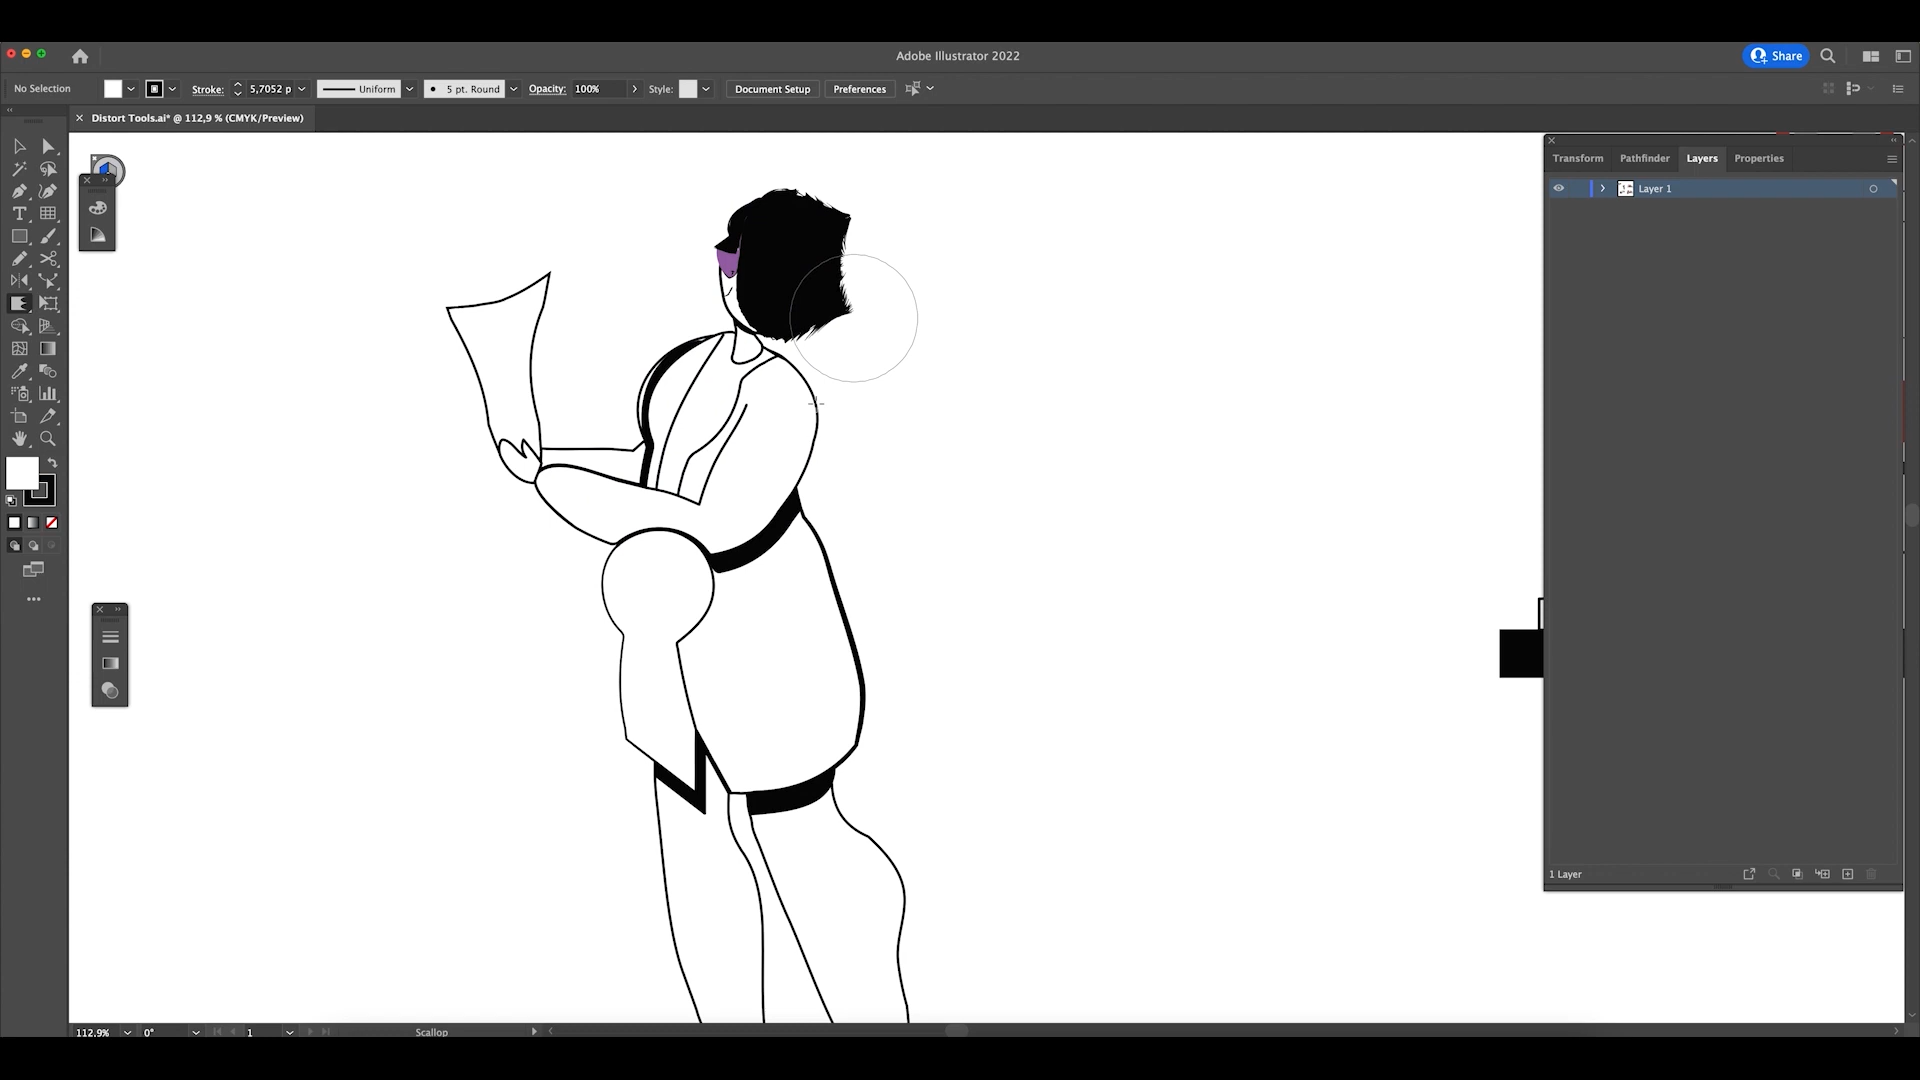 Adobe Illustrator 2022
Share
No Selection
Stroke:
5,7052 p
Uniform
5 pt. Round
Opacity:
100%
Style:
Document Setup
Preferences
Distort Tools.ai* @ 112,9 % (CMYK/Preview)
Transform
Pathfinder
Layers
Properties
Layer 1
1 Layer
112,9%
0°
1
Scallop